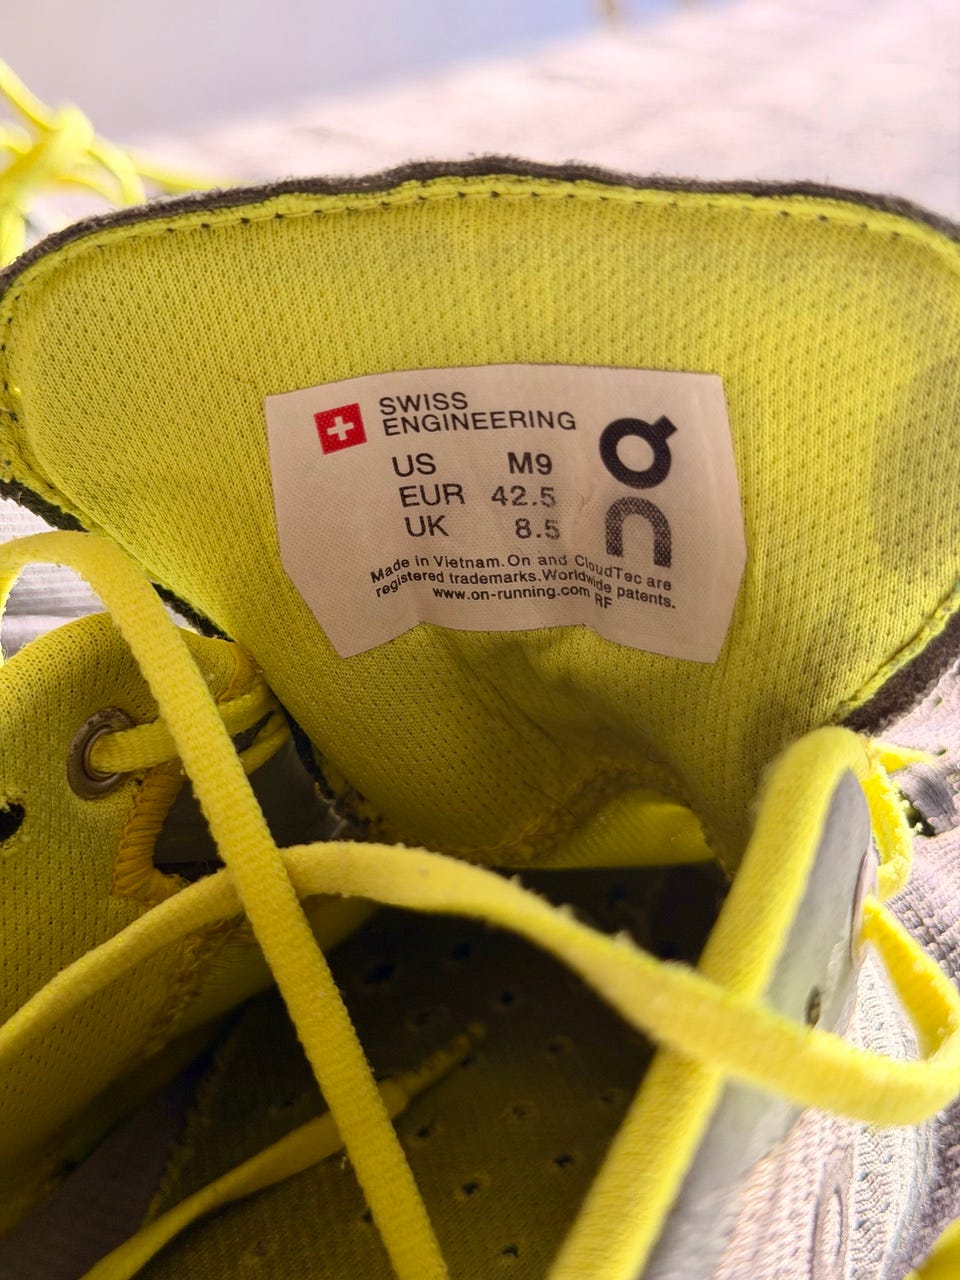 SWISS
ENGINEERING
US M9
EUR 42.5
UK 8.5
Made in Vietnam. On and CloudTec are
registered trademarks. Worldwide patents.
www.on-running.com RF
On